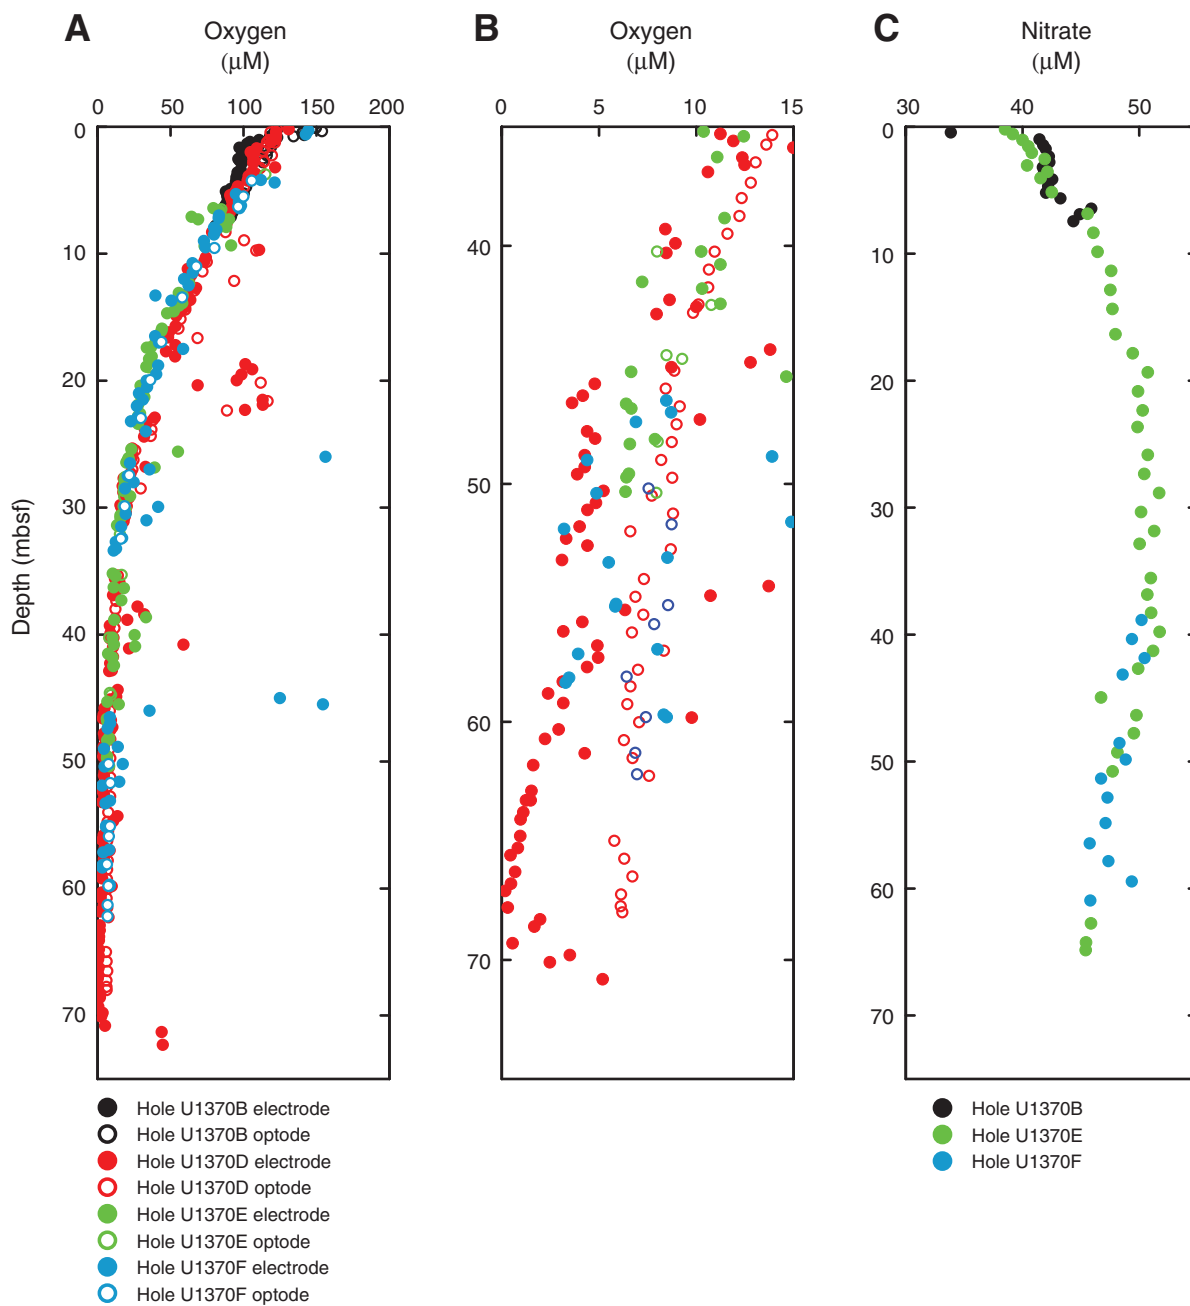 A
Oxygen
(μM)
0 50 100 150 200
0
10
20
30
40
50
60
70
Depth (mbsf)
B
Oxygen
(μM)
0 5 10 15
40
50
60
70
C
Nitrate
(μM)
30 40 50
0
10
20
30
40
50
60
70
Hole U1370B electrode
Hole U1370B optode
Hole U1370D electrode
Hole U1370D optode
Hole U1370E electrode
Hole U1370E optode
Hole U1370F electrode
Hole U1370F optode
Hole U1370B
Hole U1370E
Hole U1370F